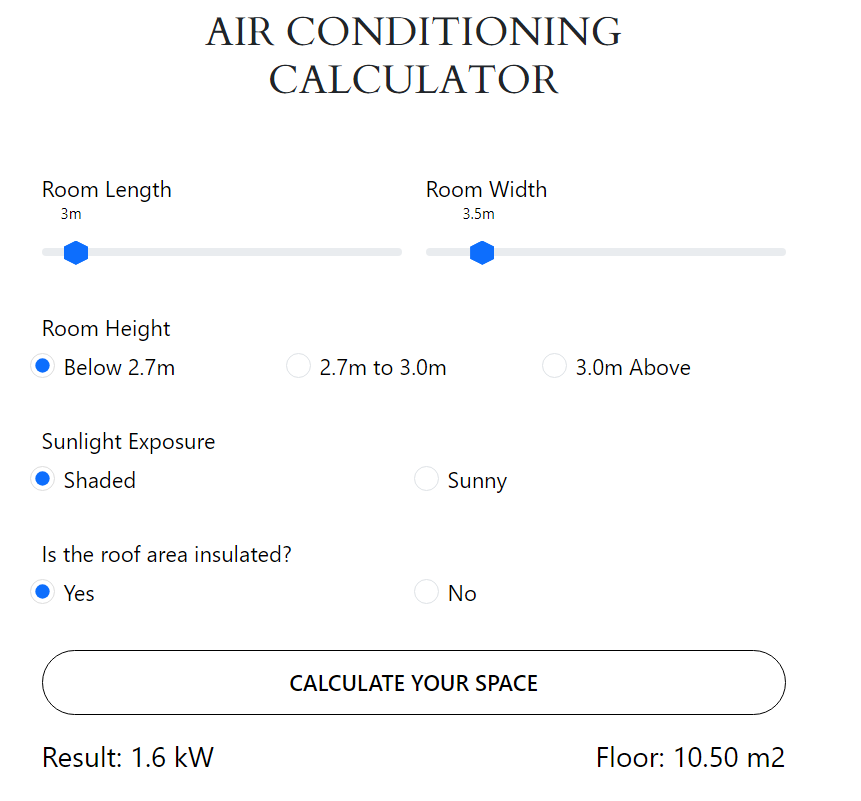 AIR CONDITIONING
CALCULATOR
Room Length
3m
Room Width
3.5m
Room Height
Below 2.7m
2.7m to 3.0m
3.0m Above
Sunlight Exposure
Shaded
Sunny
Is the roof area insulated?
Yes
No
CALCULATE YOUR SPACE
Result: 1.6 kW
Floor: 10.50 m2